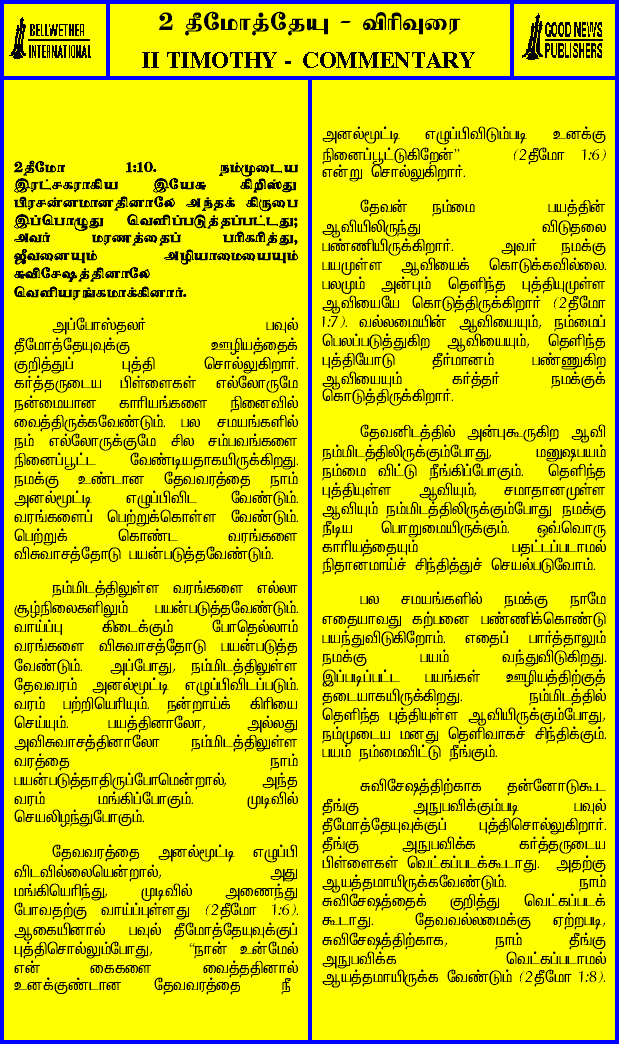 BELLWETHER
INTERNATIONAL
2 தீமோத்தேயு - விரிவுரை
II TIMOTHY - COMMENTARY
GOOD NEWS
PUBLISHERS
2தீமோ 1:10. நம்முடைய
இரட்சகராகிய இயேசு கிறிஸ்து
பிரசன்னமானதினாலே அந்தக் கிருபை
இப்பொழுது வெளிப்படுத்தப்பட்டது;
அவர் மரணத்தைப் பரிகரித்து,
ஜீவனையும் அழியாமையையும்
சுவிசேஷத்தினாலே
வெளியரங்கமாக்கினார்.
அப்போஸ்தலர் பவுல்
தீமோத்தேயுவுக்கு ஊழியத்தைக்
குறித்துப் புத்தி சொல்லுகிறார்.
கர்த்தருடைய பிள்ளைகள் எல்லோருமே
நன்மையான காரியங்களை நினைவில்
வைத்திருக்கவேண்டும். பல சமயங்களில்
நம் எல்லோருக்குமே சில சம்பவங்களை
நினைப்பூட்ட வேண்டியதாகயிருக்கிறது.
நமக்கு உண்டான தேவவரத்தை நாம்
அனல்மூட்டி எழுப்பிவிட வேண்டும்.
வரங்களைப் பெற்றுக்கொள்ள வேண்டும்.
பெற்றுக் கொண்ட வரங்களை
விசுவாசத்தோடு பயன்படுத்தவேண்டும்.
நம்மிடத்திலுள்ள வரங்களை எல்லா
சூழ்நிலைகளிலும் பயன்படுத்தவேண்டும்.
வாய்ப்பு கிடைக்கும் போதெல்லாம்
வரங்களை விசுவாசத்தோடு பயன்படுத்த
வேண்டும். அப்போது, நம்மிடத்திலுள்ள
தேவவரம் அனல்மூட்டி எழுப்பிவிடப்படும்.
வரம் பற்றியெரியும். நன்றாய்க் கிரியை
செய்யும். பயத்தினாலோ, அல்லது
அவிசுவாசத்தினாலோ நம்மிடத்திலுள்ள
வரத்தை நாம்
பயன்படுத்தாதிருப்போமென்றால், அந்த
வரம் மங்கிப்போகும். முடிவில்
செயலிழந்துபோகும்.
தேவவரத்தை அனல்மூட்டி எழுப்பி
விடவில்லையென்றால், அது
மங்கியெரிந்து, முடிவில் அணைந்து
போவதற்கு வாய்ப்புள்ளது (2தீமோ 1:6).
ஆகையினால் பவுல் தீமோத்தேயுவுக்குப்
புத்திசொல்லும்போது, "நான் உன்மேல்
என் கைகளை வைத்ததினால்
உனக்குண்டான தேவவரத்தை நீ
அனல்மூட்டி எழுப்பிவிடும்படி உனக்கு
நினைப்பூட்டுகிறேன்" (2தீமோ 1:6)
என்று சொல்லுகிறார்.
தேவன் நம்மை பயத்தின்
ஆவியிலிருந்து விடுதலை
பண்ணியிருக்கிறார். அவர் நமக்கு
பயமுள்ள ஆவியைக் கொடுக்கவில்லை.
பலமும் அன்பும் தெளிந்த புத்தியுமுள்ள
ஆவியையே கொடுத்திருக்கிறார் (2தீமோ
1:7). வல்லமையின் ஆவியையும், நம்மைப்
பெலப்படுத்துகிற ஆவியையும், தெளிந்த
புத்தியோடு தீர்மானம் பண்ணுகிற
ஆவியையும் கர்த்தர் நமக்குக்
கொடுத்திருக்கிறார்.
தேவனிடத்தில் அன்புகூருகிற ஆவி
நம்மிடத்திலிருக்கும்போது, மனுஷபயம்
நம்மை விட்டு நீங்கிப்போகும். தெளிந்த
புத்தியுள்ள ஆவியும், சமாதானமுள்ள
ஆவியும் நம்மிடத்திலிருக்கும்போது நமக்கு
நீடிய பொறுமையிருக்கும். ஒவ்வொரு
காரியத்தையும் பதட்டப்படாமல்
நிதானமாய்ச் சிந்தித்துச் செயல்படுவோம்.
பல சமயங்களில் நமக்கு நாமே
எதையாவது கற்பனை பண்ணிக்கொண்டு
பயந்துவிடுகிறோம். எதைப் பார்த்தாலும்
நமக்கு பயம் வந்துவிடுகிறது.
இப்படிப்பட்ட பயங்கள் ஊழியத்திற்குத்
தடையாகயிருக்கிறது. நம்மிடத்தில்
தெளிந்த புத்தியுள்ள ஆவியிருக்கும்போது,
நம்முடைய மனது தெளிவாகச் சிந்திக்கும்.
பயம் நம்மைவிட்டு நீங்கும்.
சுவிசேஷத்திற்காக தன்னோடுகூட
தீங்கு அநுபவிக்கும்படி பவுல்
தீமோத்தேயுவுக்குப் புத்திசொல்லுகிறார்.
தீங்கு அநுபவிக்க கர்த்தருடைய
பிள்ளைகள் வெட்கப்படக்கூடாது. அதற்கு
ஆயத்தமாயிருக்கவேண்டும். நாம்
சுவிசேஷத்தைக் குறித்து வெட்கப்படக்
கூடாது. தேவவல்லமைக்கு ஏற்றபடி,
சுவிசேஷத்திற்காக, நாம் தீங்கு
அநுபவிக்க வெட்கப்படாமல்
ஆயத்தமாயிருக்க வேண்டும் (2தீமோ 1:8).